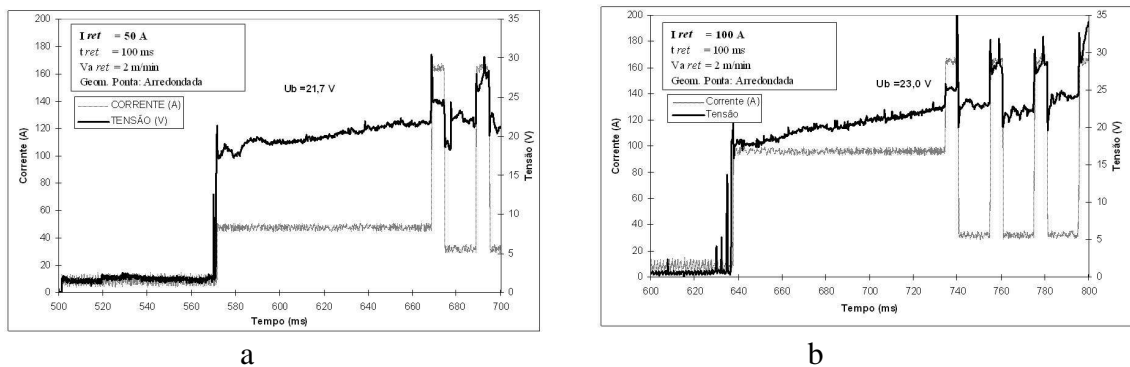 I ret = 50 A
t ret = 100 ms
Va ret = 2 m/min
Geom. Ponta: Arredondada
CORRENTE (A)
TENSÃO (V)
Ub =21,7 V
Corrente (A)
200
180
160
140
120
100
80
60
40
20
0
Tensão (V)
35
30
25
20
15
10
5
0
500 520 540 560 580 600 620 640 660 680 700
Tempo (ms)
a
I ret = 100 A
t ret = 100 ms
Va ret = 2 m/min
Geom. Ponta: Arredondada
Corrente (A)
Tensão
Ub =23,0 V
Corrente (A)
200
180
160
140
120
100
80
60
40
20
0
Tensão (V)
35
30
25
20
15
10
5
0
600 620 640 660 680 700 720 740 760 780 800
Tempo (ms)
b